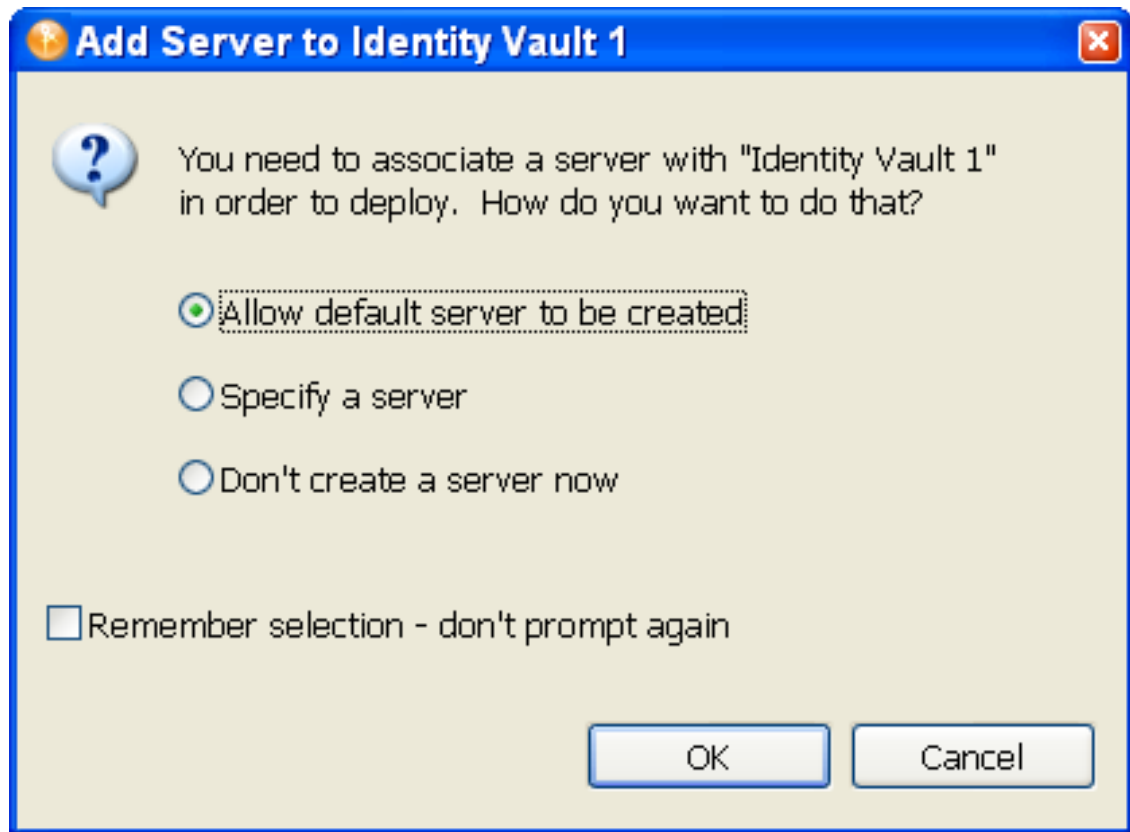 Add Server to Identity Vault 1
You need to associate a server with "Identity Vault 1"
in order to deploy.  How do you want to do that?
Allow default server to be created
Specify a server
Don't create a server now
Remember selection - don't prompt again
OK
Cancel